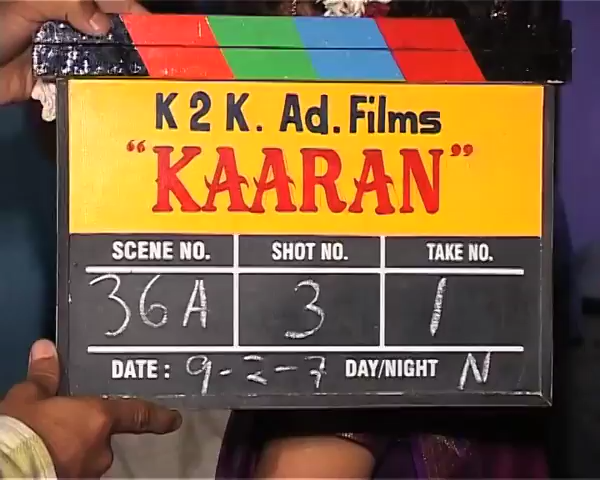 K 2 K. Ad. Films
"KAARAN"
SCENE NO. SHOT NO. TAKE NO.
36A 3 1
DATE : 9-2-7 DAY/NIGHT N